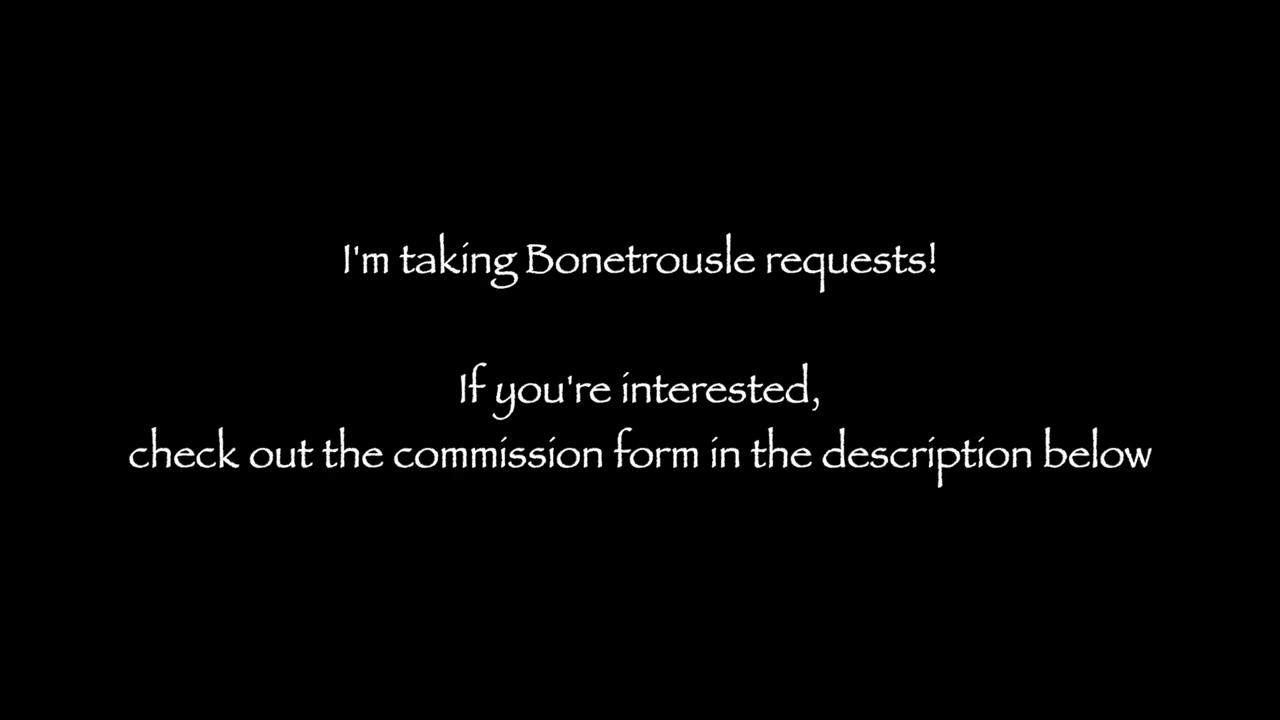 I'm taking Bonetrousle requests!
If you're interested,
check out the commission form in the description below